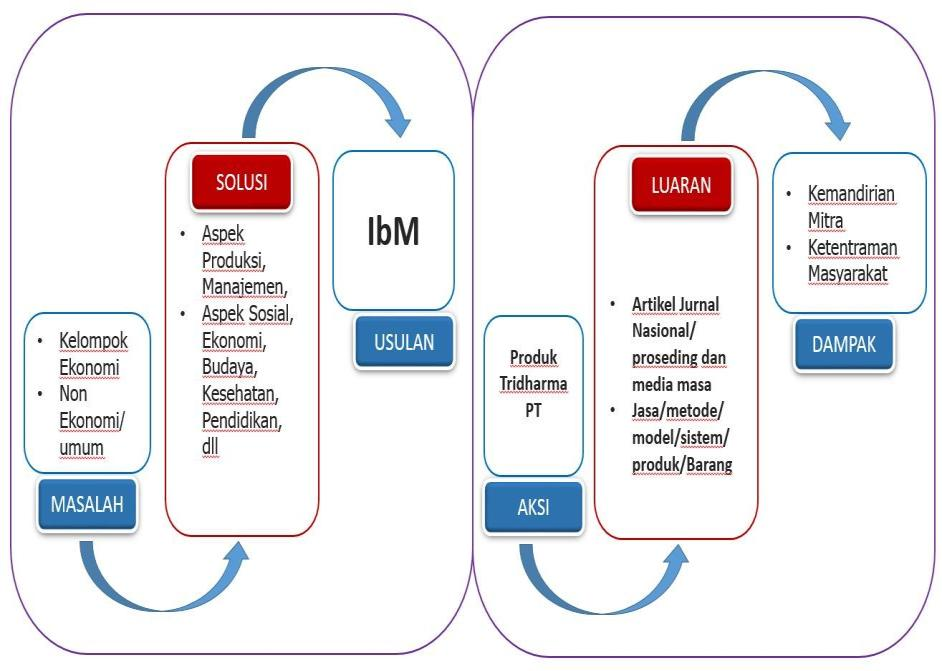 • Kelompok
Ekonomi
• Non
Ekonomi/
umum
MASALAH
SOLUSI
• Aspek
Produksi,
Manajemen,
• Aspek Sosial,
Ekonomi,
Budaya,
Kesehatan,
Pendidikan,
dll
IbM
USULAN
Produk
Tridharma
PT
AKSI
LUARAN
• Artikel Jurnal
Nasional/
proseding dan
media masa
• Jasa/metode/
model/sistem/
produk/Barang
• Kemandirian
Mitra
• Ketentraman
Masyarakat
DAMPAK